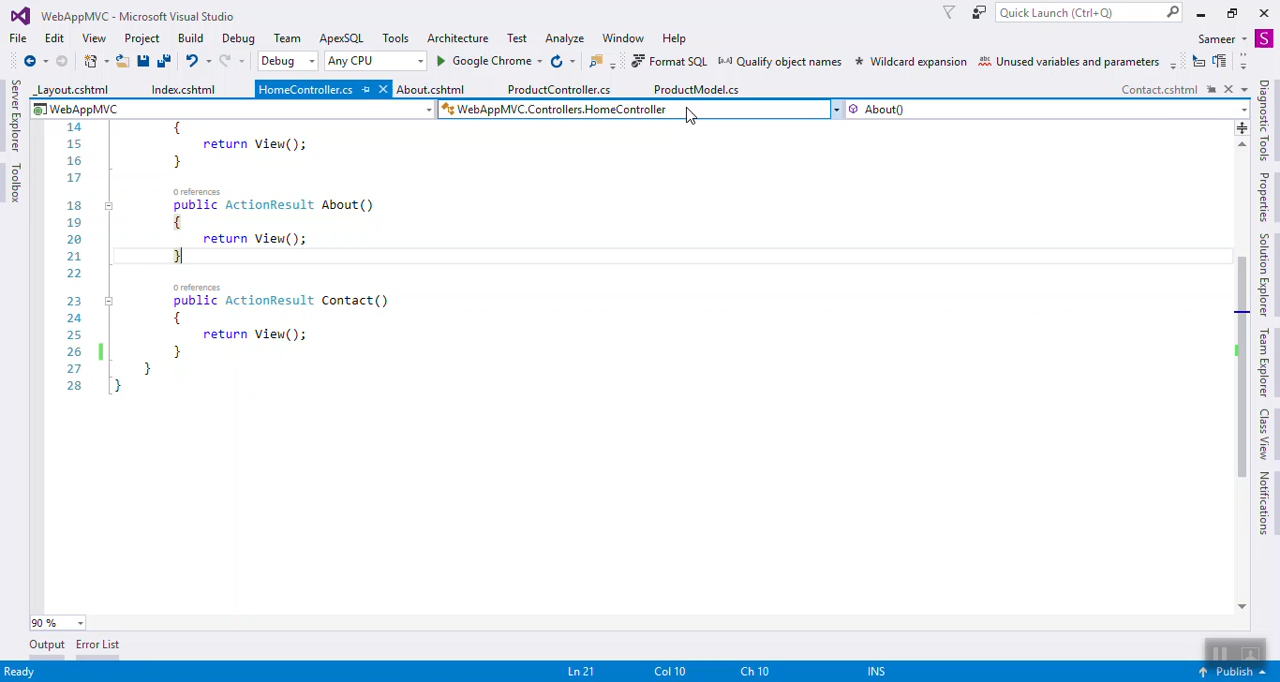 WebAppMVC - Microsoft Visual Studio
Quick Launch (Ctrl+Q)
File Edit View Project Build Debug Team ApexSQL Tools Architecture Test Analyze Window Help
Sameer S
Debug Any CPU Google Chrome Format SQL Qualify object names Wildcard expansion Unused variables and parameters
_Layout.cshtml Index.cshtml HomeController.cs About.cshtml ProductController.cs ProductModel.cs Contact.cshtml
WebAppMVC WebAppMVC.Controllers.HomeController About()
Server Explorer
Toolbox
14 {
15 return View();
16 }
17
0 references
18 public ActionResult About()
19 {
20 return View();
21 }
22
0 references
23 public ActionResult Contact()
24 {
25 return View();
26 }
27 }
28 }
Diagnostic Tools
Properties
Solution Explorer
Team Explorer
Class View
Notifications
90 %
Output Error List
Ready Ln 21 Col 10 Ch 10 INS Publish